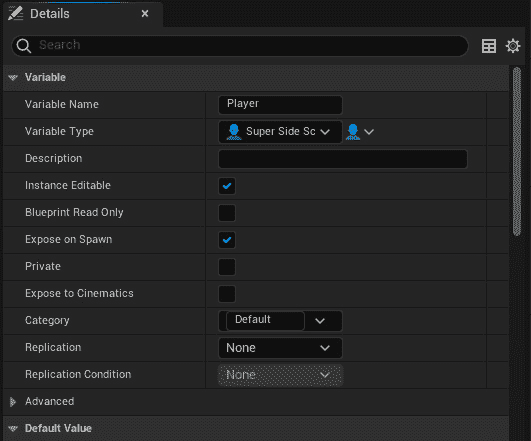 Details
Search
Variable
Variable Name Player
Variable Type Super Side Sc
Description
Instance Editable
Blueprint Read Only
Expose on Spawn
Private
Expose to Cinematics
Category Default
Replication None
Replication Condition None
Advanced
Default Value